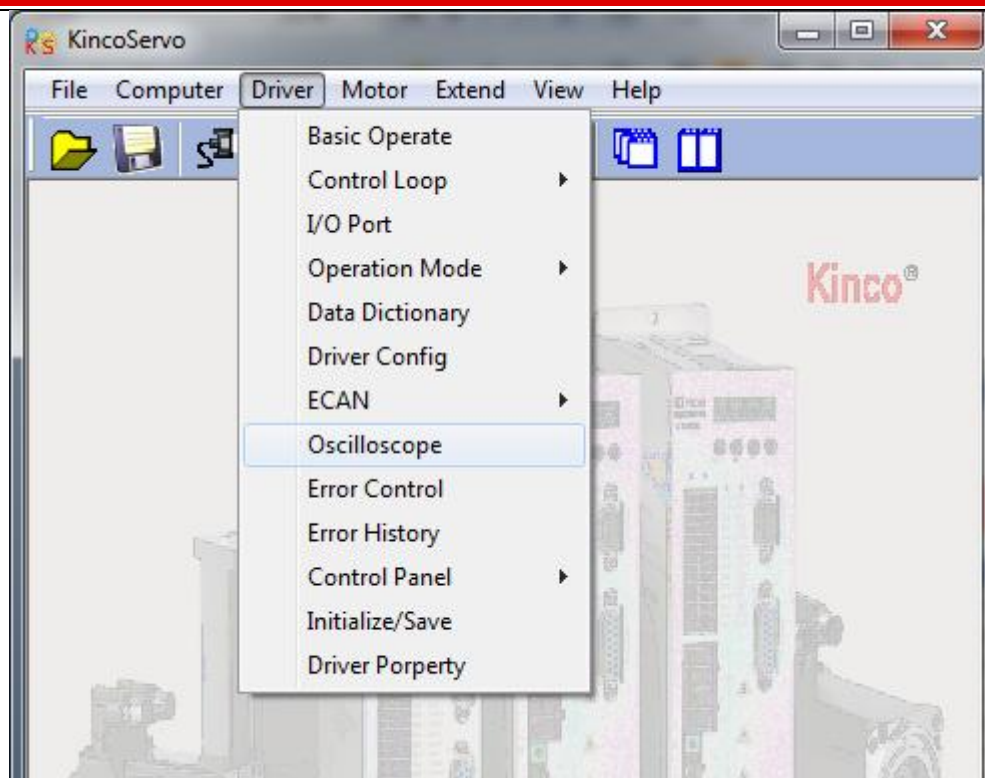 KincoServo
File Computer Driver Motor Extend View Help
Basic Operate
Control Loop
I/O Port
Operation Mode
Data Dictionary
Driver Config
ECAN
Oscilloscope
Error Control
Error History
Control Panel
Initialize/Save
Driver Porperty
Kinco®